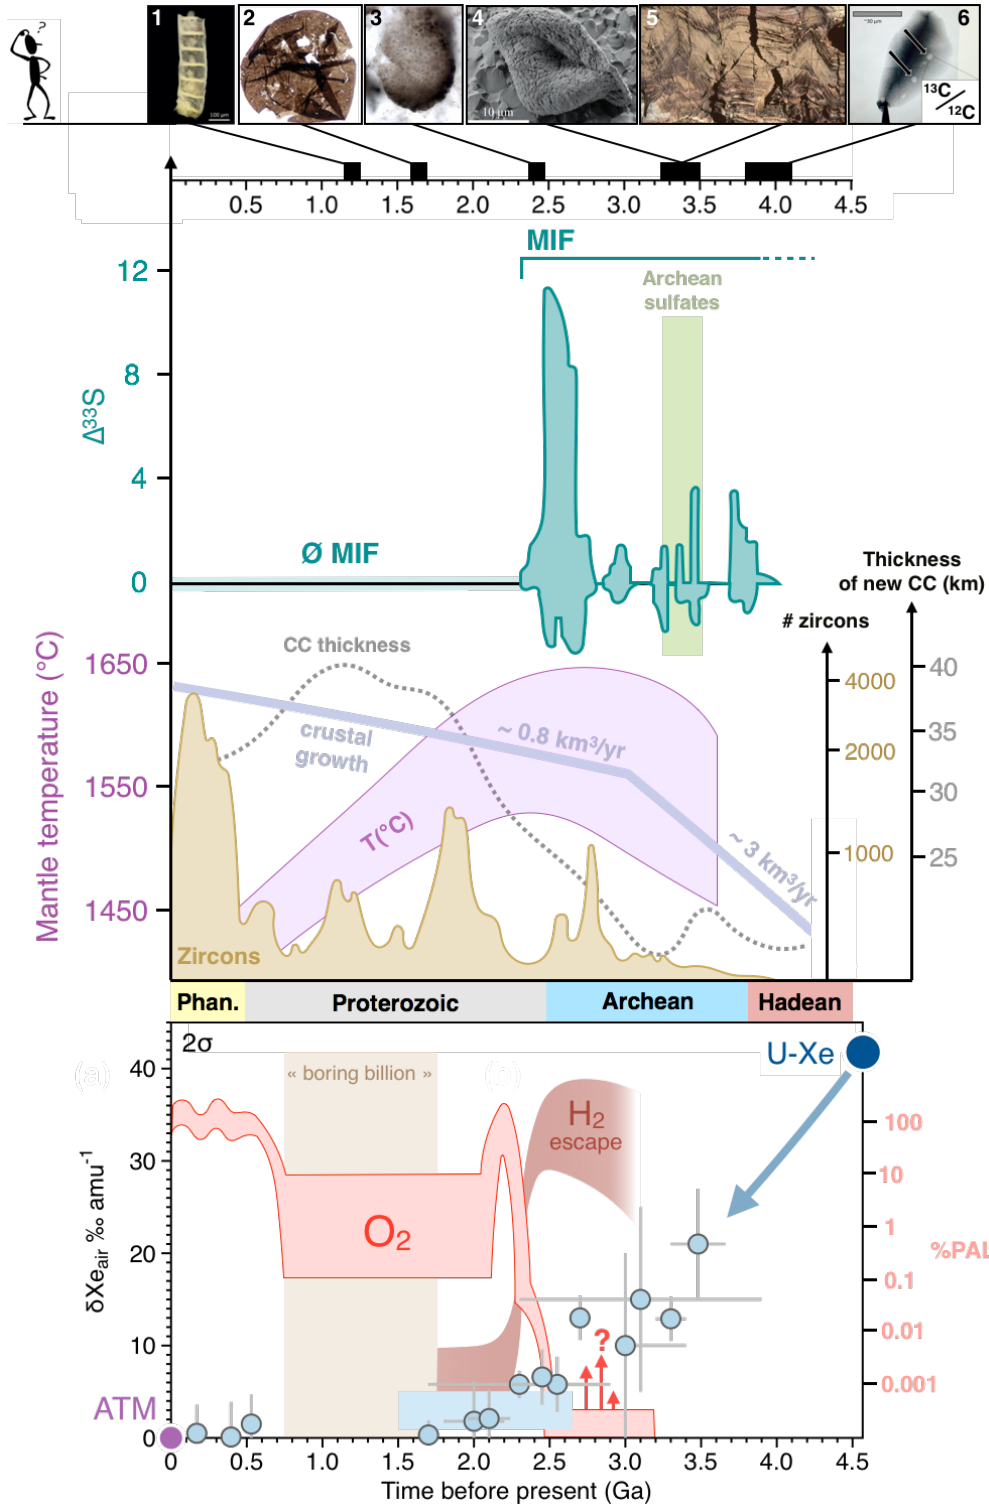 ?
1
2
3
4
5
6
100 µm
10 µm
~30 µm
13C/12C
0.5 1.0 1.5 2.0 2.5 3.0 3.5 4.0 4.5
MIF
12
Archean
sulfates
8
Δ33S
4
Ø MIF
0
Thickness
of new CC (km)
# zircons
CC thickness
1650
40
4000
crustal
growth
~ 0.8 km3/yr
35
2000
Mantle temperature (°C)
1550
30
T(°C)
~ 3 km3/yr
1000
25
1450
Zircons
Phan. Proterozoic Archean Hadean
2σ
U-Xe
(a)
(b)
40
« boring billion »
H2
escape
100
30
10
δXeair ‰ amu-1
O2
1
%PAL
20
0.1
?
0.01
10
0.001
ATM
0
0 0.5 1.0 1.5 2.0 2.5 3.0 3.5 4.0 4.5
Time before present (Ga)